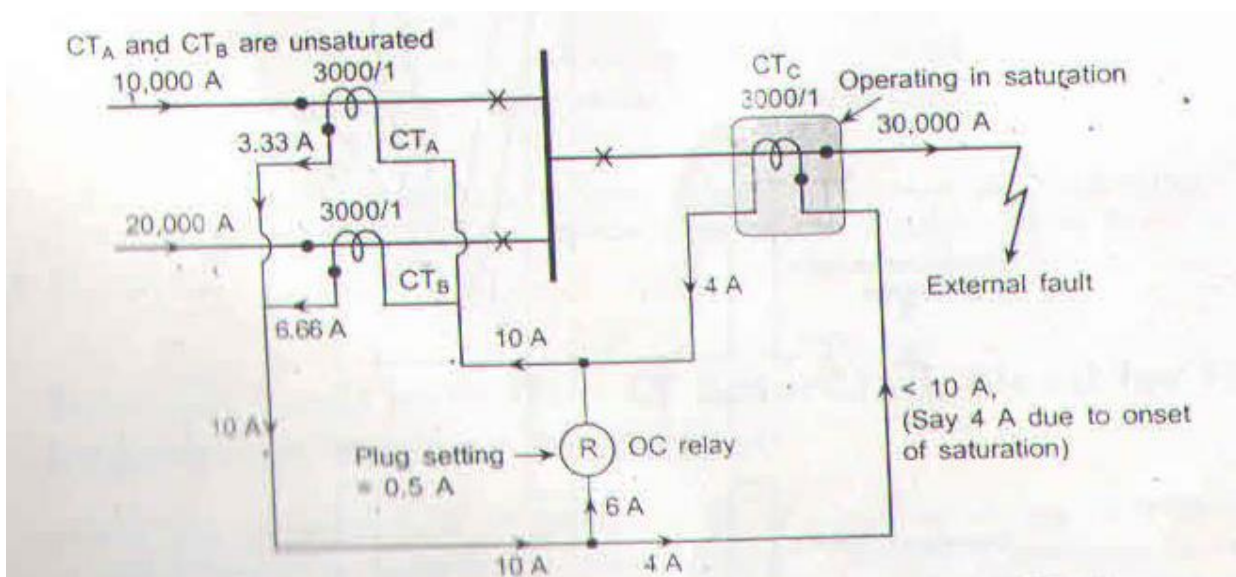 CT_A and CT_B are unsaturated
10,000 A
3000/1
CT_C
3000/1
Operating in saturation
30,000 A
3.33 A
CT_A
20,000 A
3000/1
CT_B
6.66 A
4 A
External fault
10 A
10 A
< 10 A,
(Say 4 A due to onset
of saturation)
Plug setting
= 0.5 A
R
OC relay
6 A
10 A
4 A